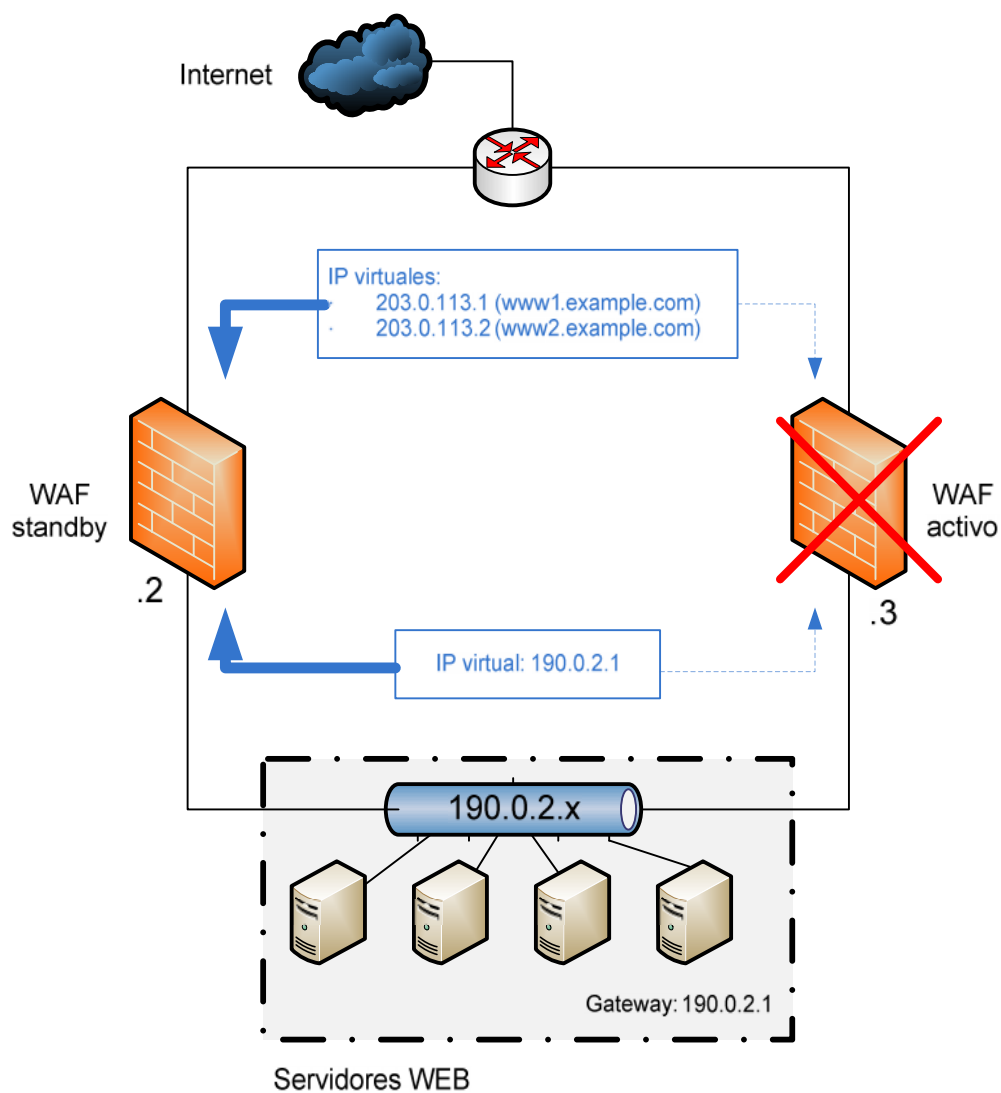 Internet
IP virtuales:
· 203.0.113.1 (www1.example.com)
· 203.0.113.2 (www2.example.com)
WAF
standby
.2
WAF
activo
.3
IP virtual: 190.0.2.1
190.0.2.x
Gateway: 190.0.2.1
Servidores WEB